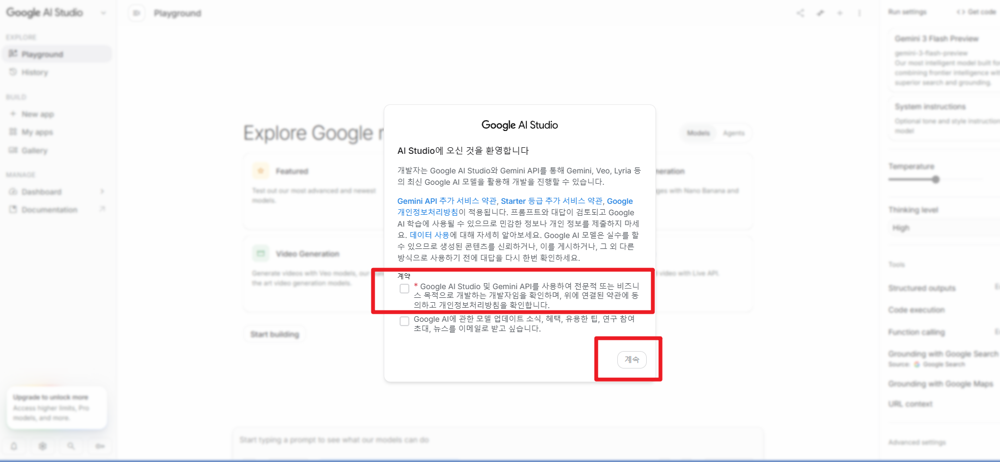 Google AI Studio
Playground
Run settings
Get code
EXPLORE
Playground
History
BUILD
New app
My apps
Gallery
MANAGE
Dashboard
Documentation
Upgrade to unlock more
Access higher limits, Pro
models, and more.
Explore Google
Models
Agents
Featured
Test out our most advanced and newest
models.
Video Generation
Generate videos with Veo models, our
the art video generation models.
neration
ges with Nano Banana and
video with Live API.
Start building
Start typing a prompt to see what our models can do
Google AI Studio
AI Studio에 오신 것을 환영합니다
개발자는 Google AI Studio와 Gemini API를 통해 Gemini, Veo, Lyria 등
의 최신 Google AI 모델을 활용해 개발을 진행할 수 있습니다.
Gemini API 추가 서비스 약관, Starter 등급 추가 서비스 약관, Google
개인정보처리방침이 적용됩니다. 프롬프트와 대답이 검토되고 Google
AI 학습에 사용될 수 있으므로 민감한 정보나 개인 정보를 제출하지 마세
요. 데이터 사용에 대해 자세히 알아보세요. Google AI 모델은 실수를 할
수 있으므로 생성된 콘텐츠를 신뢰하거나, 이를 게시하거나, 그 외 다른
방식으로 사용하기 전에 대답을 다시 한번 확인하세요.
계약
* Google AI Studio 및 Gemini API를 사용하여 전문적 또는 비즈니
스 목적으로 개발하는 개발자임을 확인하며, 위에 연결된 약관에 동
의하고 개인정보처리방침을 확인합니다.
Google AI에 관한 모델 업데이트 소식, 혜택, 유용한 팁, 연구 참여
초대, 뉴스를 이메일로 받고 싶습니다.
계속
Gemini 3 Flash Preview
gemini-3-flash-preview
Our most intelligent model built for
combining frontier intelligence with
superior search and grounding.
System instructions
Optional tone and style instruction
model
Temperature
Thinking level
High
Tools
Structured outputs
Code execution
Function calling
Grounding with Google Search
Source: Google Search
Grounding with Google Maps
URL context
Advanced settings